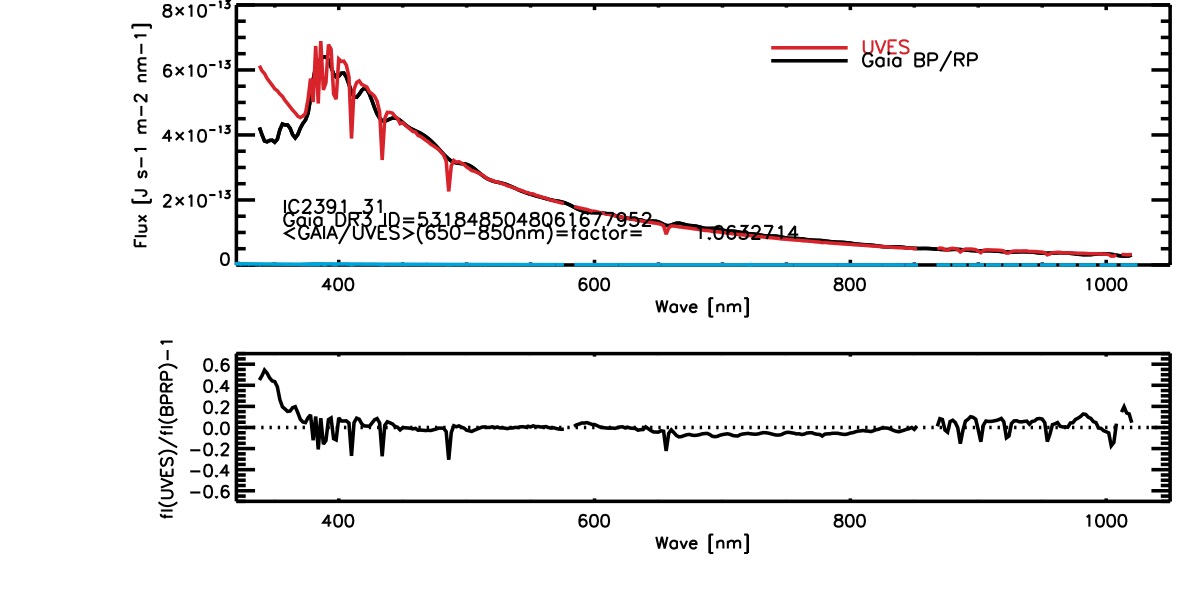 8×10−13
6×10−13
4×10−13
2×10−13
0
Flux [J s−1 m−2 nm−1]
UVES
Gaia BP/RP
IC2391_31
Gaia DR3 ID=5318485048061677952
<GAIA/UVES>(650−850nm)=factor= 1.0632714
400 600 800 1000
Wave [nm]
fl(UVES)/fl(BPRP)−1
0.6
0.4
0.2
0.0
−0.2
−0.4
−0.6
400 600 800 1000
Wave [nm]